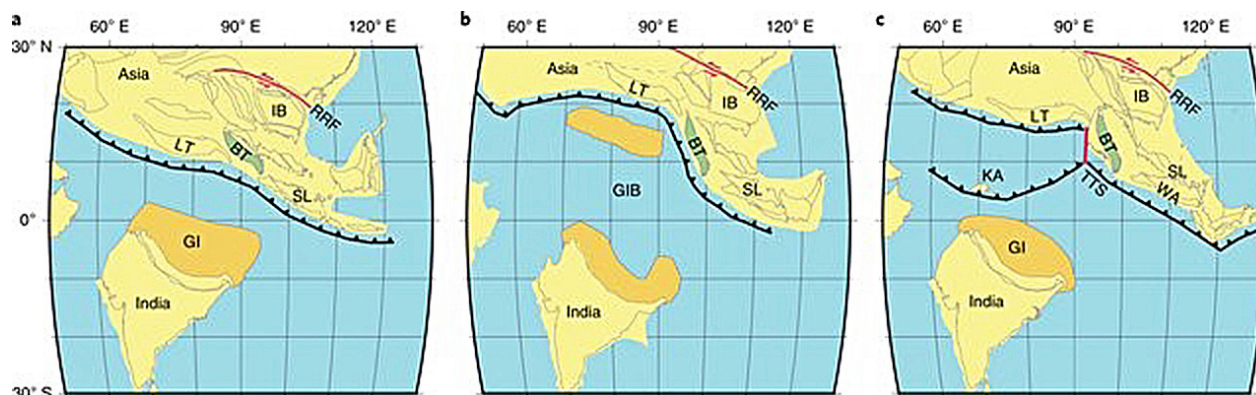 a
60° E
90° E
120° E
30° N
Asia
IB
RRF
LT
BT
SL
0°
GI
India
30° S
b
60° E
90° E
120° E
Asia
LT
IB
RRF
BT
GIB
SL
India
c
60° E
90° E
120° E
Asia
LT
IB
RRF
BT
KA
TTS
SL
WA
GI
India